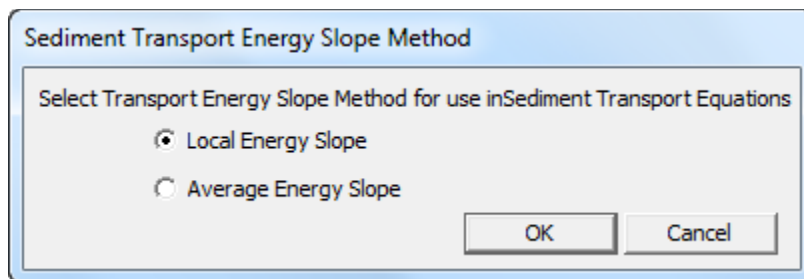 Sediment Transport Energy Slope Method
Select Transport Energy Slope Method for use inSediment Transport Equations
Local Energy Slope
Average Energy Slope
OK Cancel